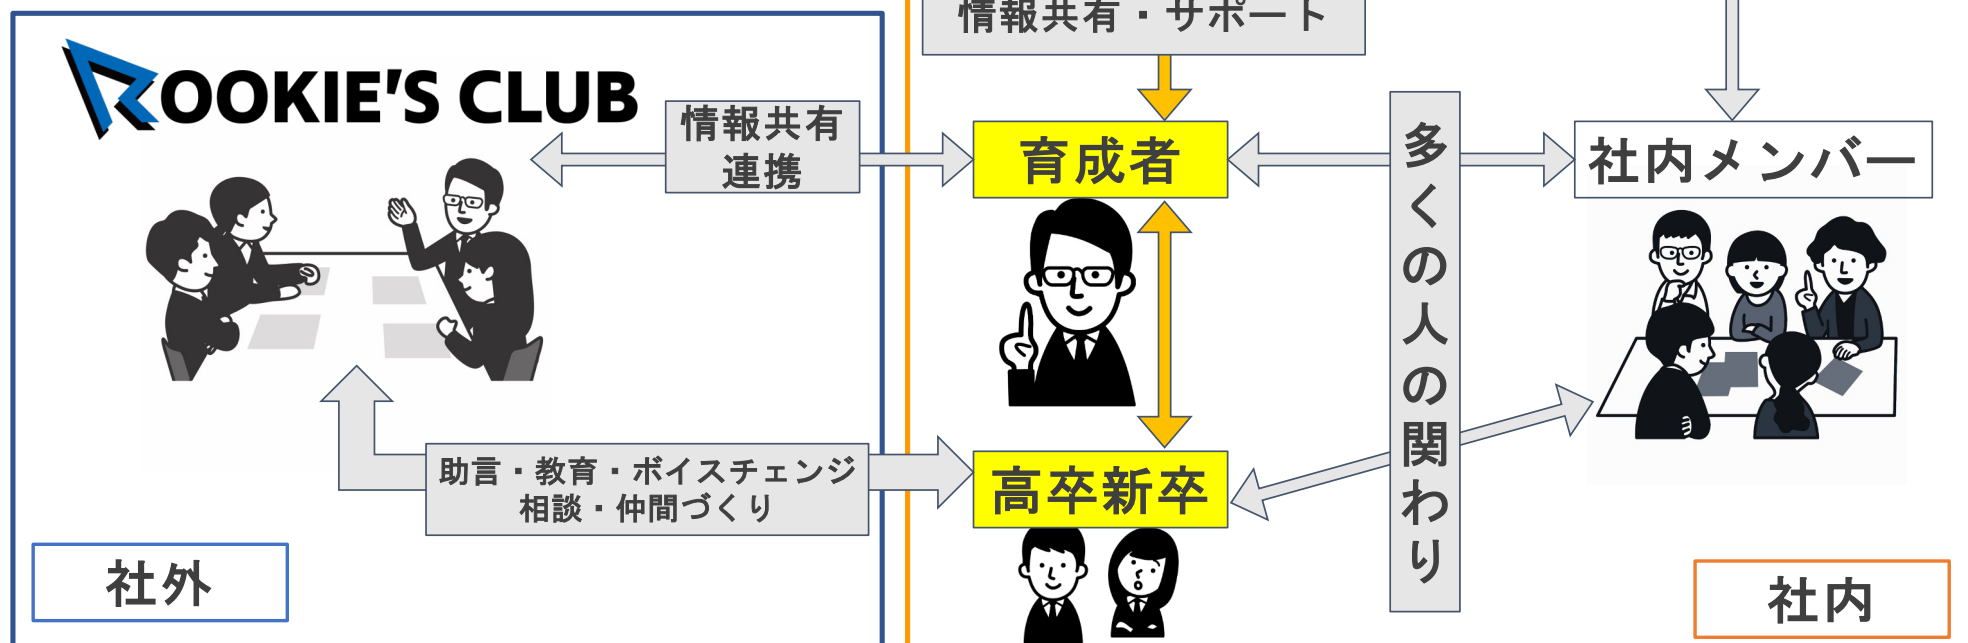 情報共有・サポート
ROOKIE'S CLUB
情報共有
連携
育成者
多くの人の関わり
社内メンバー
助言・教育・ボイスチェンジ
相談・仲間づくり
高卒新卒
社外
社内